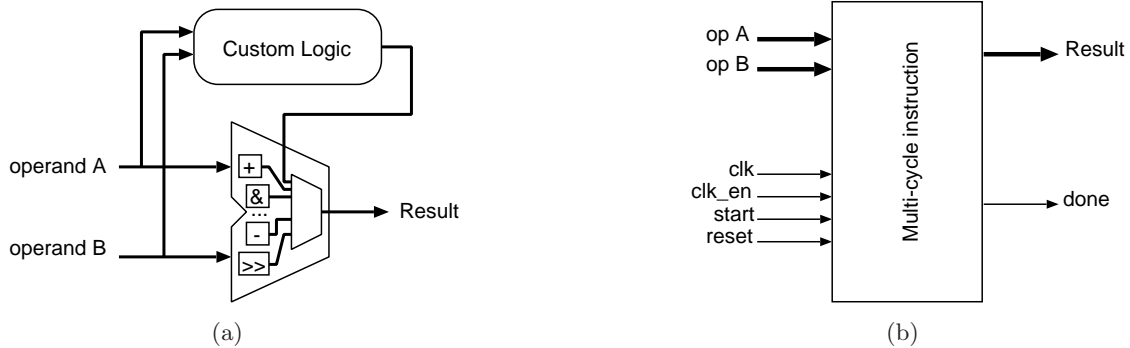 Custom Logic
operand A
+
&
...
-
>>
operand B
Result
(a)
op A
op B
clk
clk_en
start
reset
Multi-cycle instruction
Result
done
(b)